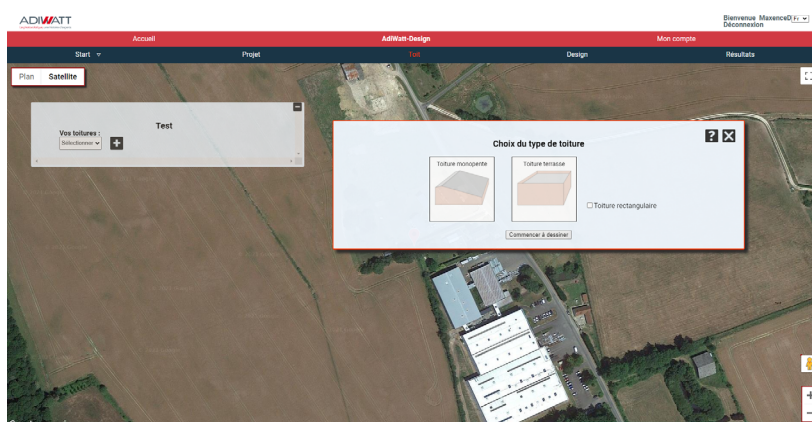 ADIWATT
Bienvenue MaxenceD Fr
Déconnexion
Accueil AdiWatt-Design Mon compte
Start Projet Toit Design Résultats
Plan Satellite
Test
Vos toitures :
Sélectionner
Choix du type de toiture
Toiture monopente Toiture terrasse
Toiture rectangulaire
Commencer à dessiner